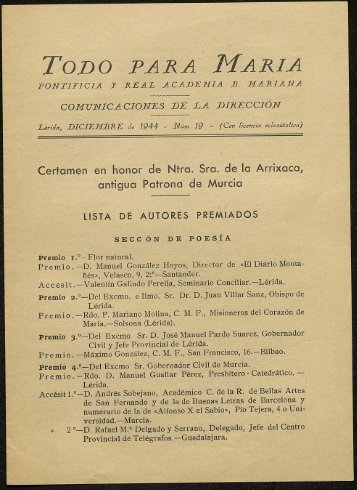 TODO PARA MARIA
PONTIFICIA Y REAL ACADEMIA B. MARIANA
COMUNICACIONES DE LA DIRECCIÓN
Lérida, DICIEMBRE de 1944 - Núm. 19 - (Con licencia eclesiástica)
Certamen en honor de Ntra. Sra. de la Arrixaca,
antigua Patrona de Murcia
LISTA DE AUTORES PREMIADOS
SECCÓN DE POESÍA
Premio 1.º—Flor natural.
Premio.—D. Manuel González Hoyos, Director de «El Diario Monta-
ñés», Velasco, 9, 2.º—Santander.
Accésit.—Valentín Galindo Perella, Seminario Conciliar.—Lérida.
Premio 2.º—Del Excmo. e Ilmo. Sr. Dr. D. Juan Villar Sanz, Obispo de
Lérida.
Premio.—Rdo. P. Mariano Molina, C. M. F., Misioneros del Corazón de
María.—Solsona (Lérida).
Premio 3.º—Del Excmo Sr. D. José Manuel Pardo Suarez, Gobernador
Civil y Jefe Provincial de Lérida.
Premio.—Máximo González, C. M. F., San Francisco, 16.—Bilbao.
Premio 4.º—Del Excmo Sr. Gobernador Civil de Murcia.
Premio.—Rdo. D. Manuel Guallar Pérez, Presbítero-Catedrático.—
Lérida.
Accésit 1.º—D. Andrés Sobejano, Académico C. de la R. de Bellas Artes
de San Fernando y de la de Buenas Letras de Barcelona y
numerario de la de «Alfonso X el Sabio», Pío Tejera, 4 o Uni-
versidad.—Murcia.
» 2º—D. Rafael M.ª Delgado y Serrano, Delegado, Jefe del Centro
Provincial de Telégrafos.—Guadalajara.